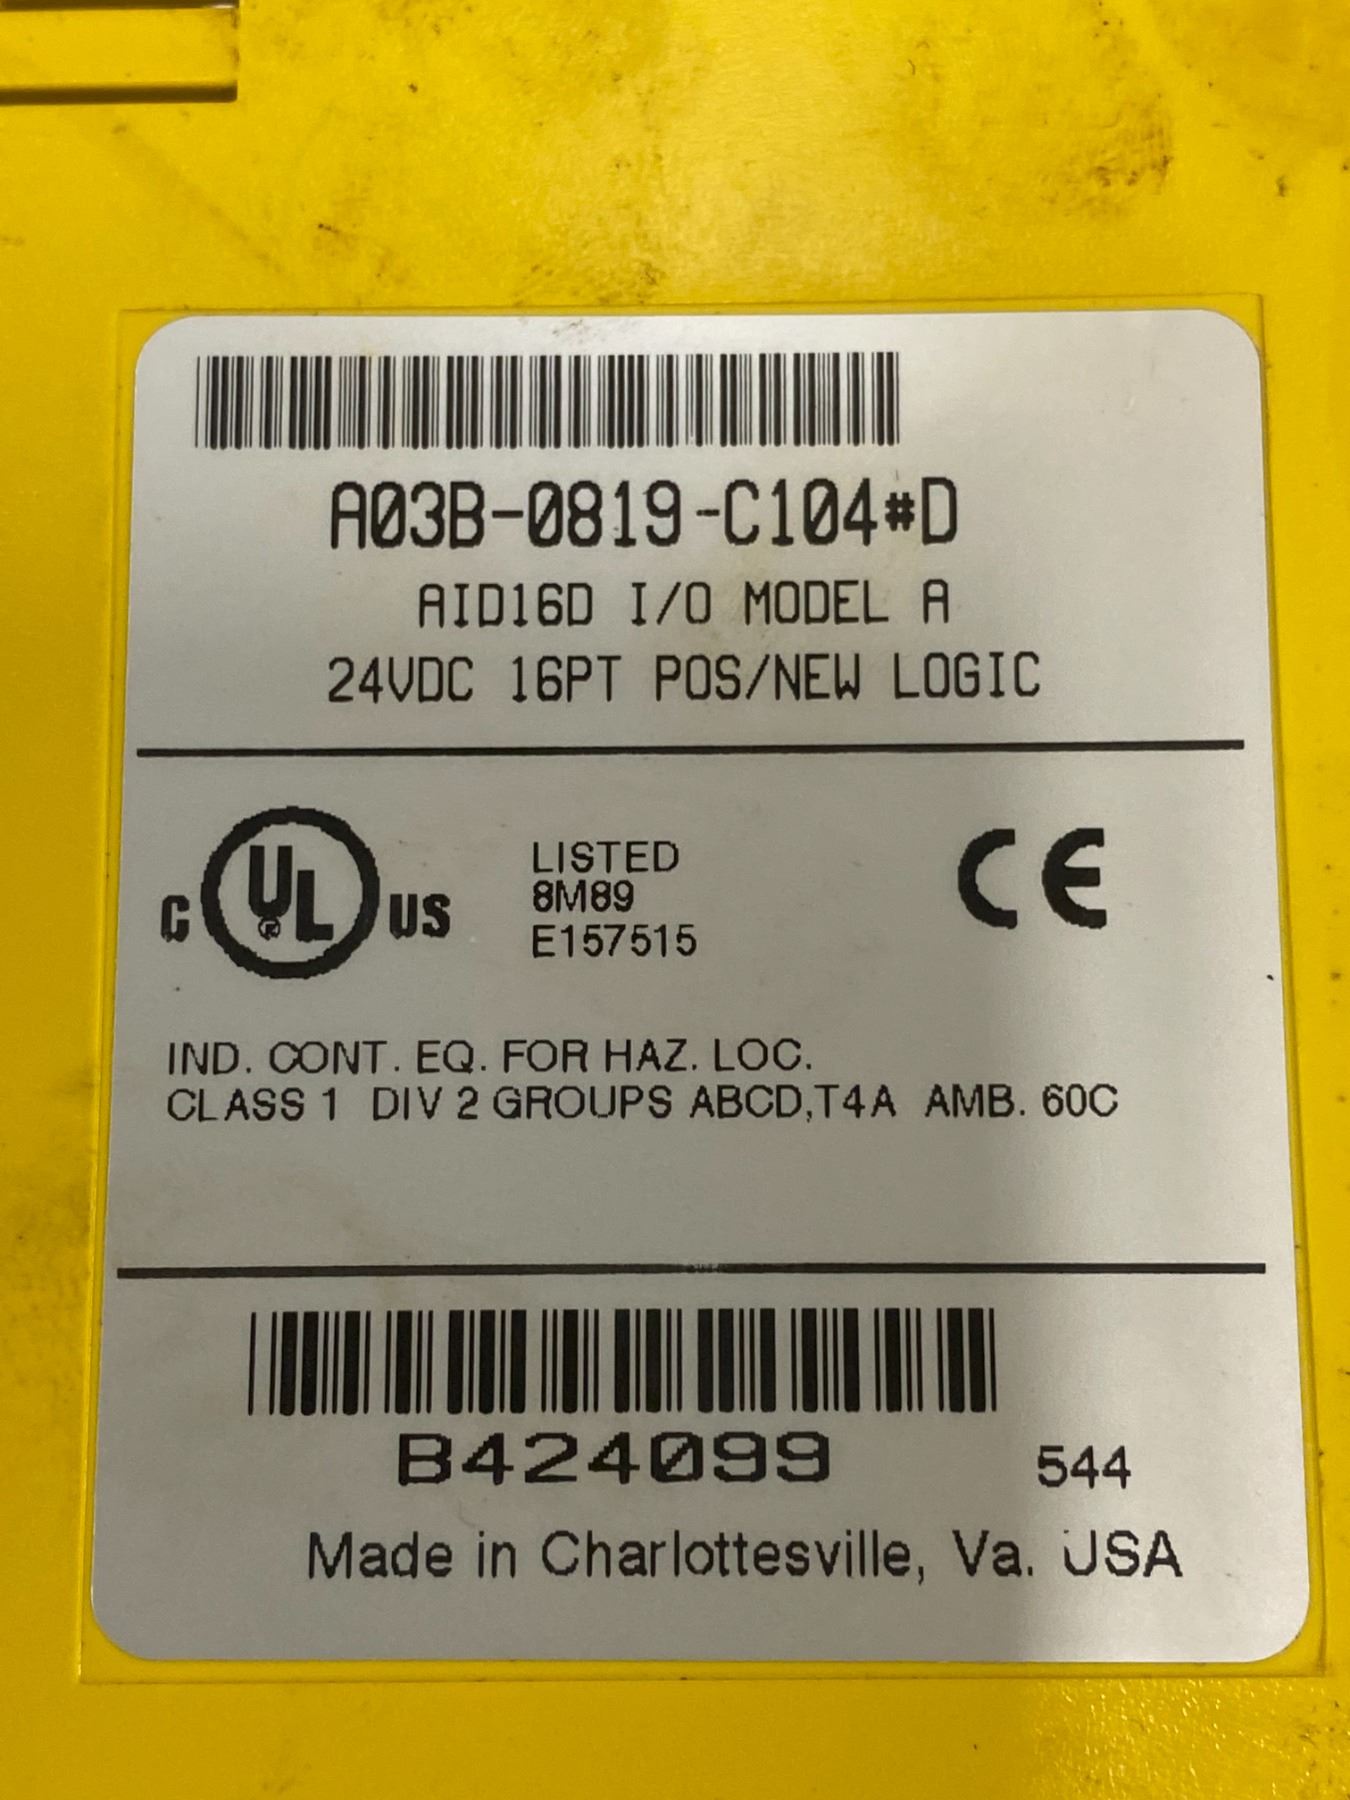 A03B-0819-C104#D
AID16D I/O MODEL A
24VDC 16PT POS/NEW LOGIC
C UL US
LISTED
8M89
E157515
CE
IND. CONT. EQ. FOR HAZ. LOC.
CLASS 1 DIV 2 GROUPS ABCD,T4A AMB. 60C
B424099 544
Made in Charlottesville, Va. USA